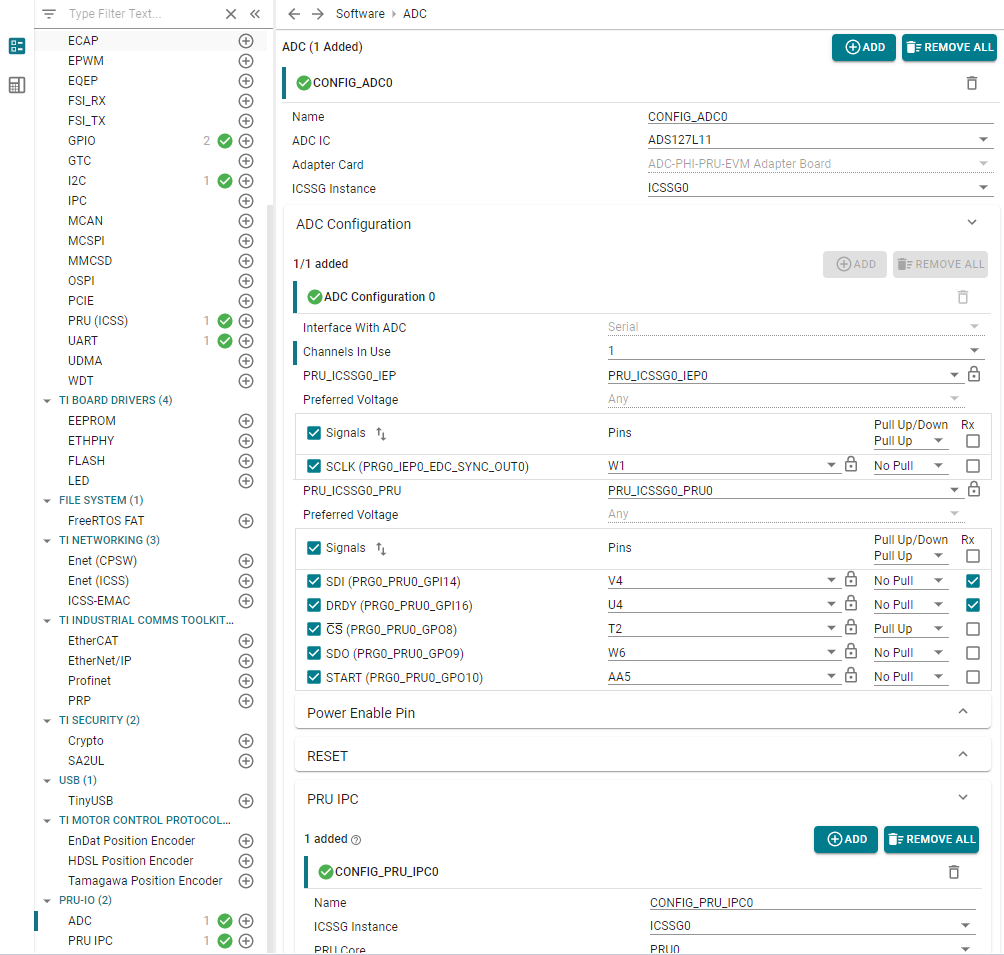 Type Filter Text...
ECAP
EPWM
EQEP
FSI_RX
FSI_TX
GPIO 2
GTC
I2C 1
IPC
MCAN
MCSPI
MMCSD
OSPI
PCIE
PRU (ICSS) 1
UART 1
UDMA
WDT
TI BOARD DRIVERS (4)
EEPROM
ETHPHY
FLASH
LED
FILE SYSTEM (1)
FreeRTOS FAT
TI NETWORKING (3)
Enet (CPSW)
Enet (ICSS)
ICSS-EMAC
TI INDUSTRIAL COMMS TOOLKIT...
EtherCAT
EtherNet/IP
Profinet
PRP
TI SECURITY (2)
Crypto
SA2UL
USB (1)
TinyUSB
TI MOTOR CONTROL PROTOCOL...
EnDat Position Encoder
HDSL Position Encoder
Tamagawa Position Encoder
PRU-IO (2)
ADC 1
PRU IPC 1
Software › ADC
ADC (1 Added) ADD REMOVE ALL
CONFIG_ADC0
Name CONFIG_ADC0
ADC IC ADS127L11
Adapter Card ADC-PHI-PRU-EVM Adapter Board
ICSSG Instance ICSSG0
ADC Configuration
1/1 added ADD REMOVE ALL
ADC Configuration 0
Interface With ADC Serial
Channels In Use 1
PRU_ICSSG0_IEP PRU_ICSSG0_IEP0
Preferred Voltage Any
Signals Pins Pull Up/Down Rx
Pull Up
SCLK (PRG0_IEP0_EDC_SYNC_OUT0) W1 No Pull
PRU_ICSSG0_PRU PRU_ICSSG0_PRU0
Preferred Voltage Any
Signals Pins Pull Up/Down Rx
Pull Up
SDI (PRG0_PRU0_GPI14) V4 No Pull
DRDY (PRG0_PRU0_GPI16) U4 No Pull
C̅S̅ (PRG0_PRU0_GPO8) T2 Pull Up
SDO (PRG0_PRU0_GPO9) W6 No Pull
START (PRG0_PRU0_GPO10) AA5 No Pull
Power Enable Pin
RESET
PRU IPC
1 added ADD REMOVE ALL
CONFIG_PRU_IPC0
Name CONFIG_PRU_IPC0
ICSSG Instance ICSSG0
PRU Core PRU0